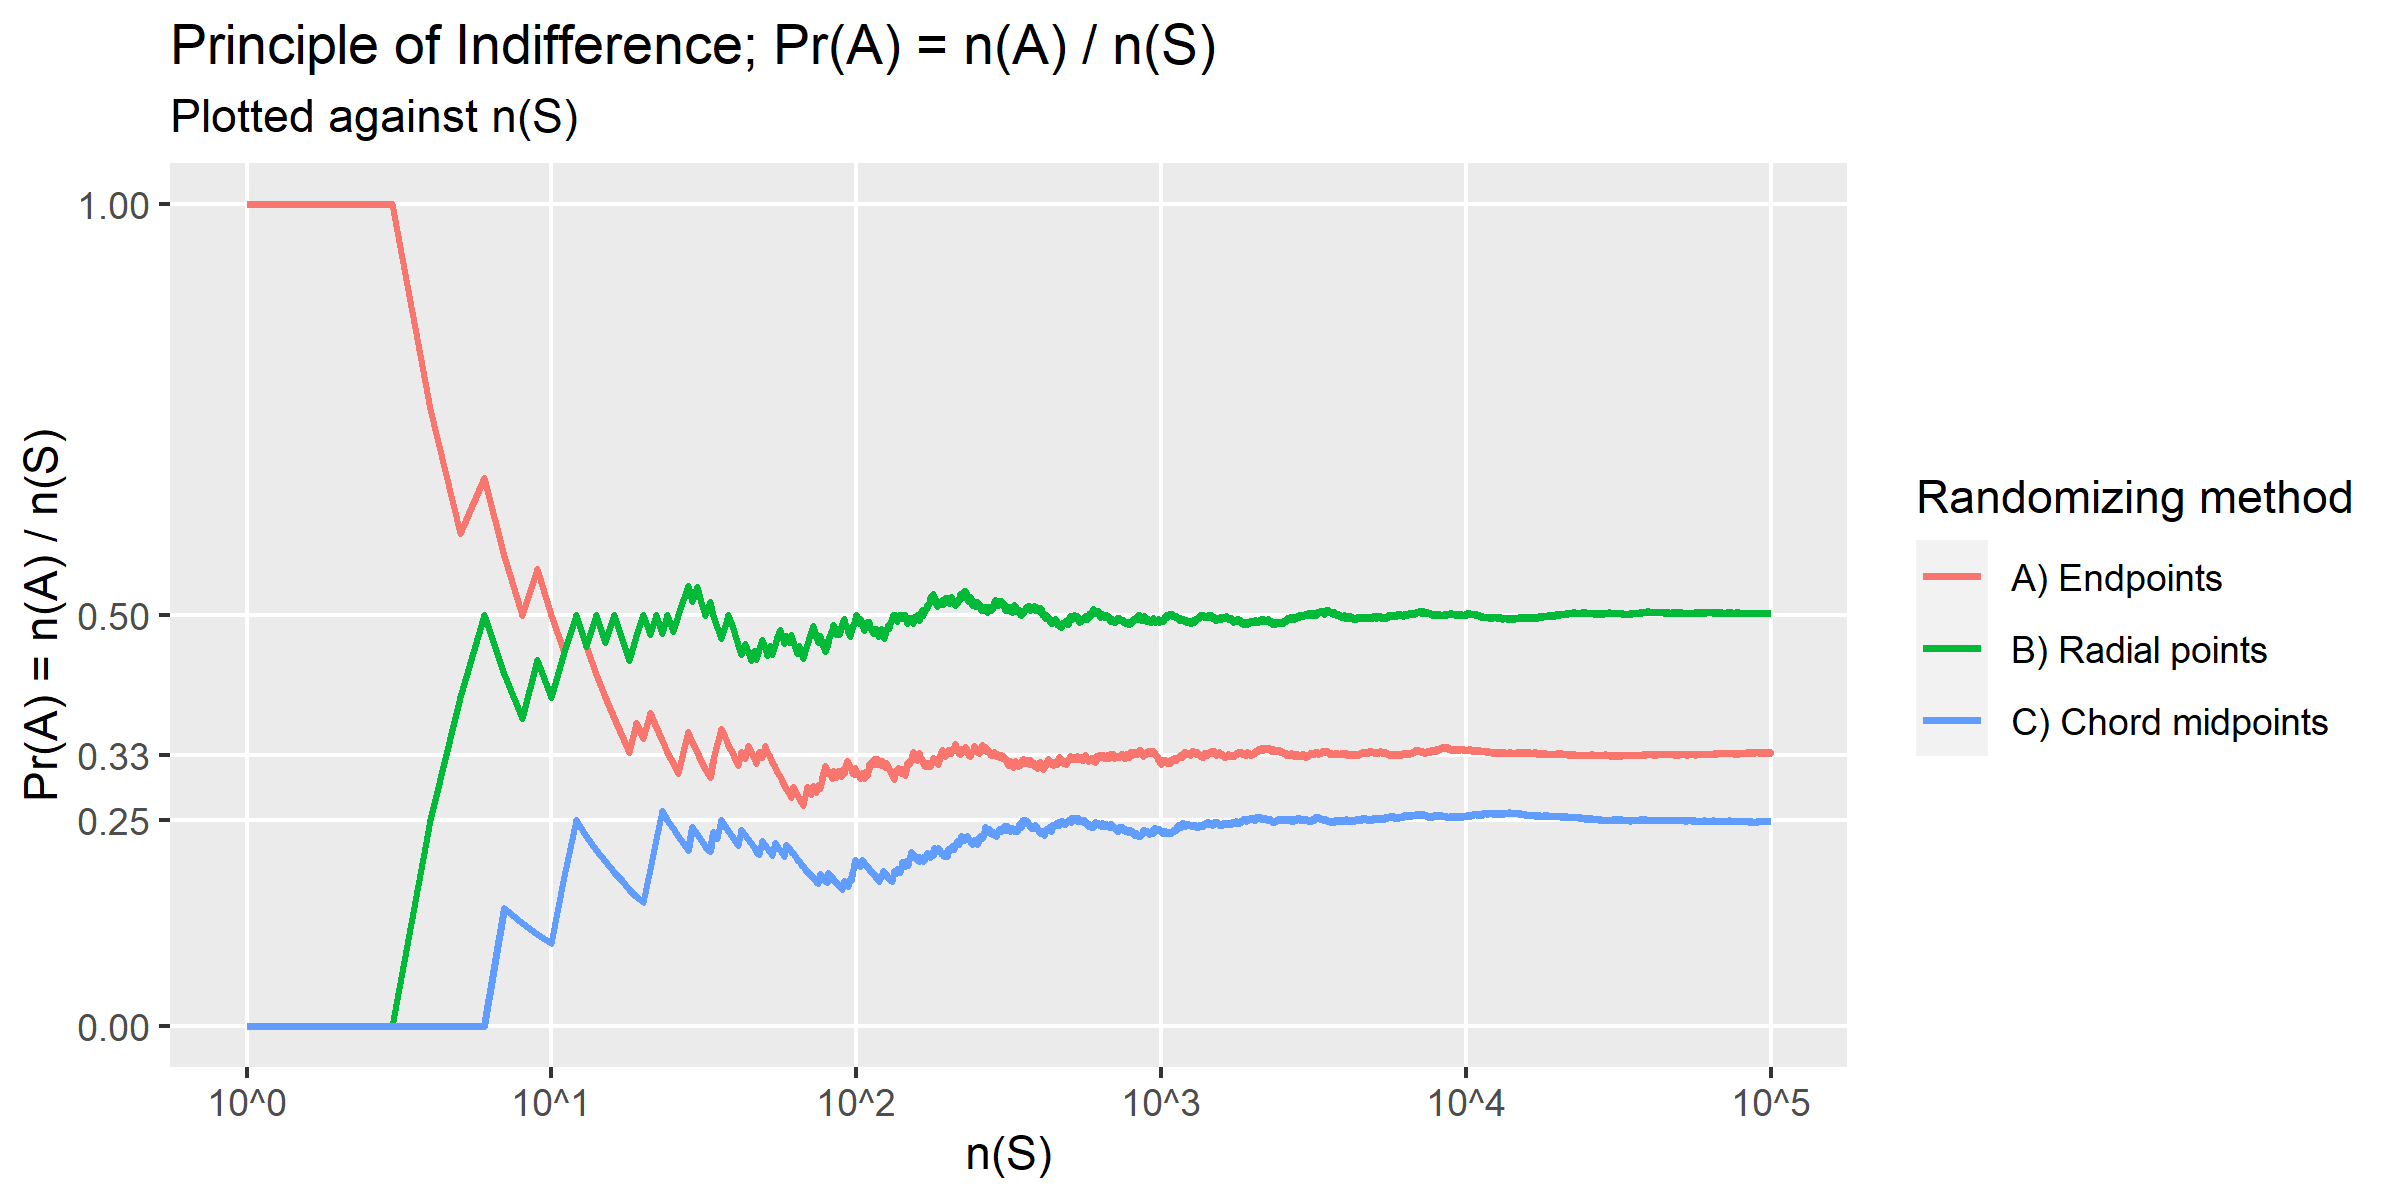 Principle of Indifference; Pr(A) = n(A) / n(S)
Plotted against n(S)
Pr(A) = n(A) / n(S)
1.00
0.50
0.33
0.25
0.00
10^0
10^1
10^2
10^3
10^4
10^5
n(S)
Randomizing method
A) Endpoints
B) Radial points
C) Chord midpoints